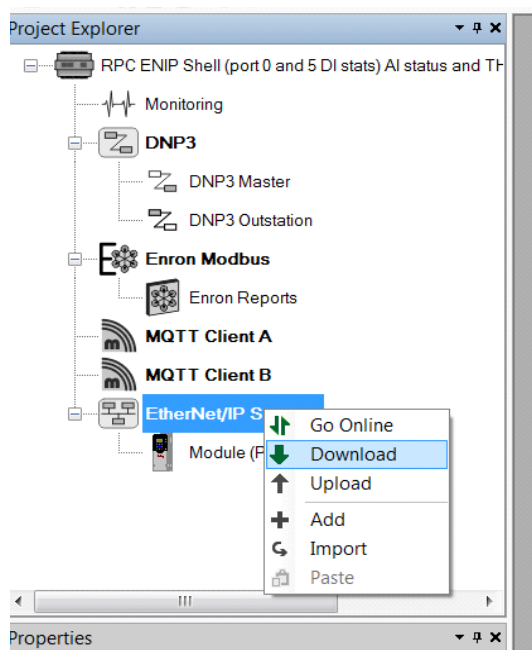 Project Explorer
RPC ENIP Shell (port 0 and 5 DI stats) AI status and TH
Monitoring
DNP3
DNP3 Master
DNP3 Outstation
Enron Modbus
Enron Reports
MQTT Client A
MQTT Client B
EtherNet/IP S
Go Online
Module (P
Download
Upload
Add
Import
Paste
Properties